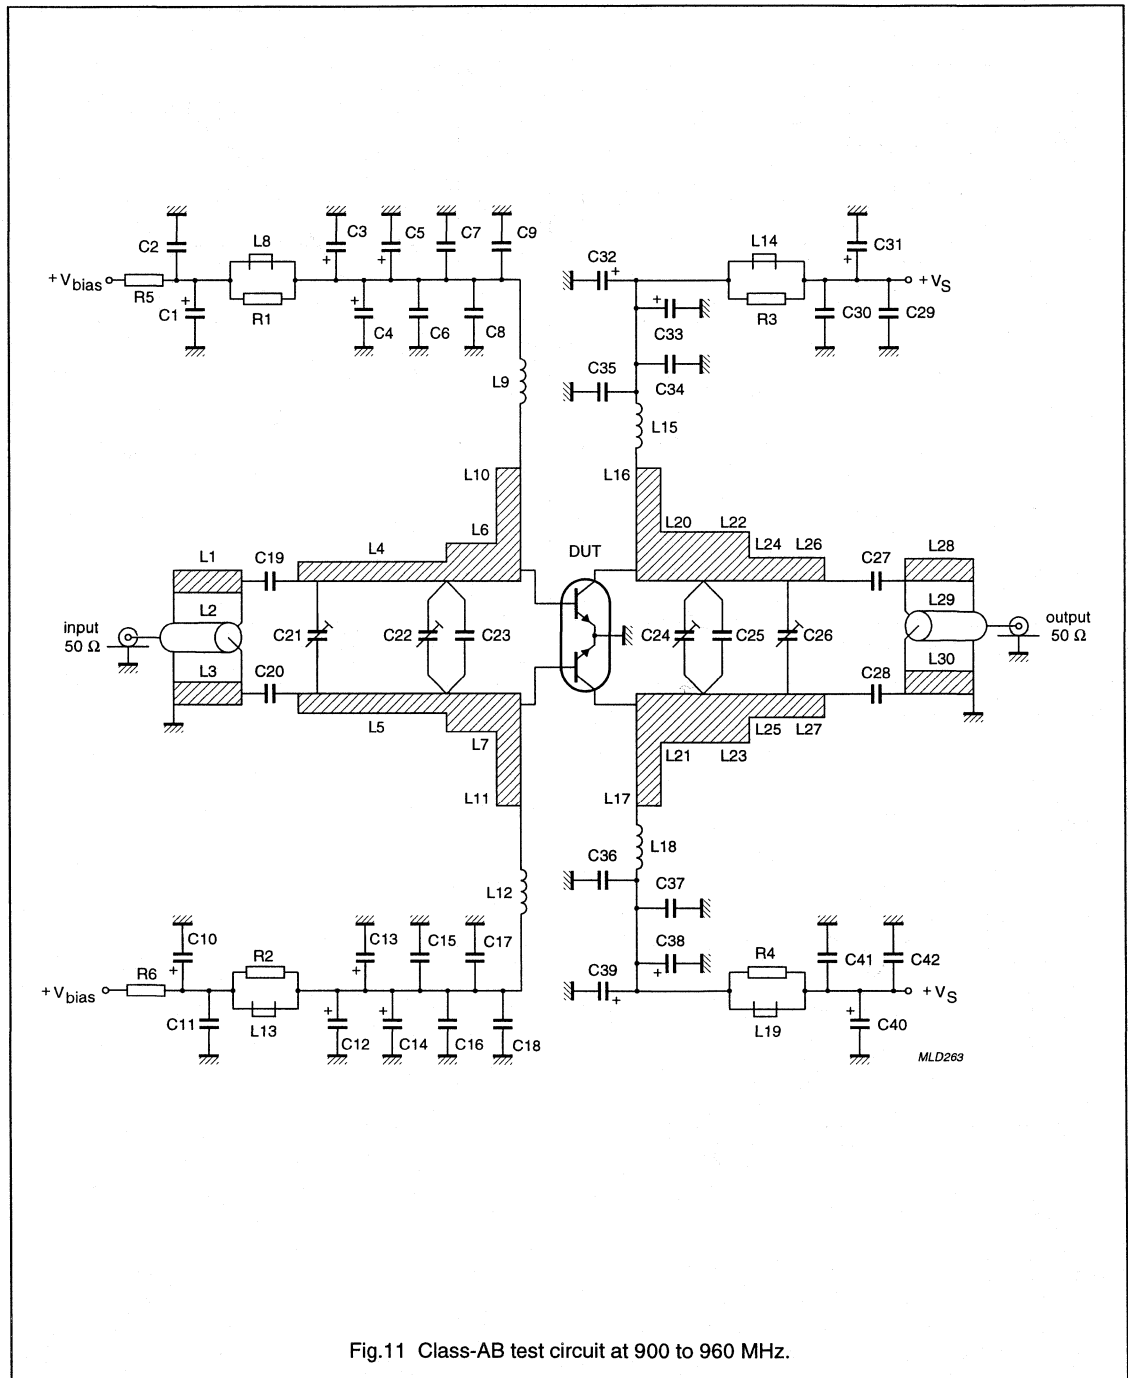 C2
L8
C3
C5
C7
C9
+Vbias
R5
C1
R1
C4
C6
C8
L9
C32
L14
C31
+VS
C33
R3
C30
C29
C35
C34
L15
L10
L16
L6
L20
L22
L4
L24
L26
DUT
L1
C19
C27
L28
L2
L29
input
50 Ω
C21
C22
C23
C24
C25
C26
output
50 Ω
L3
C20
C28
L30
L5
L7
L25
L27
L21
L23
L11
L17
L18
C36
C37
L12
C10
R2
C13
C15
C17
C38
R4
C41
C42
+Vbias
R6
C39
+VS
C11
L13
C12
C14
C16
C18
L19
C40
MLD263
Fig.11 Class-AB test circuit at 900 to 960 MHz.